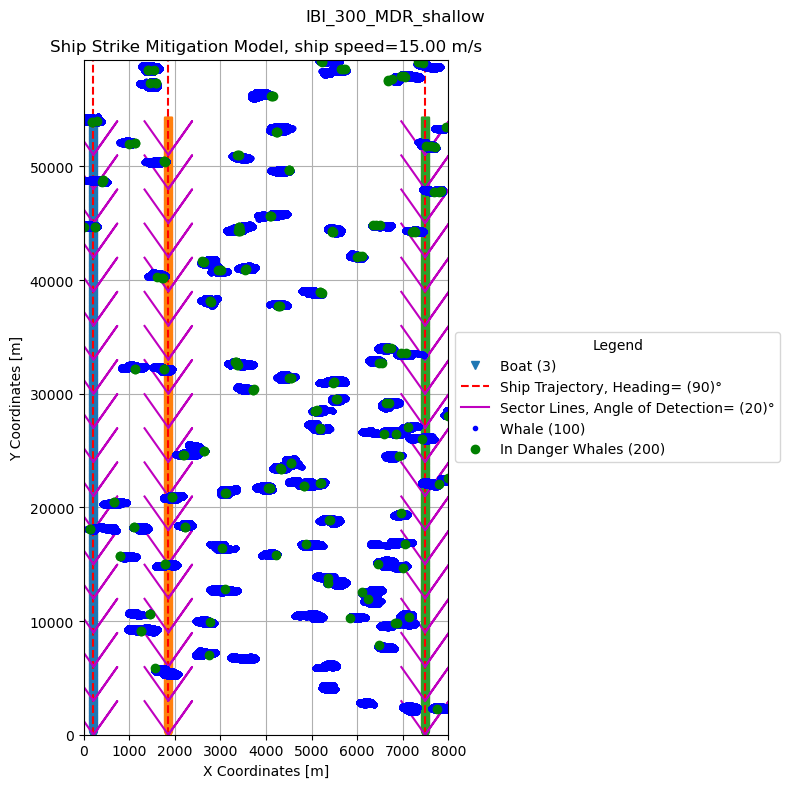 IBI_300_MDR_shallow
Ship Strike Mitigation Model, ship speed=15.00 m/s
50000
40000
30000
20000
10000
0
Y Coordinates [m]
0 1000 2000 3000 4000 5000 6000 7000 8000
X Coordinates [m]
Legend
Boat (3)
Ship Trajectory, Heading= (90)°
Sector Lines, Angle of Detection= (20)°
Whale (100)
In Danger Whales (200)